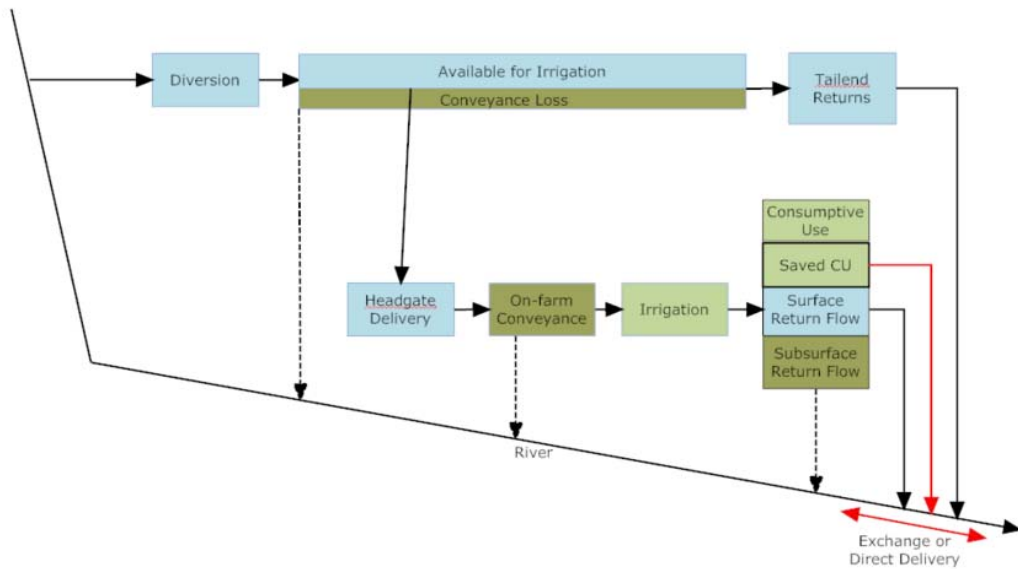 Diversion
Available for Irrigation
Conveyance Loss
Tailend
Returns
Consumptive
Use
Saved CU
Headgate
Delivery
On-farm
Conveyance
Irrigation
Surface
Return Flow
Subsurface
Return Flow
River
Exchange or
Direct Delivery